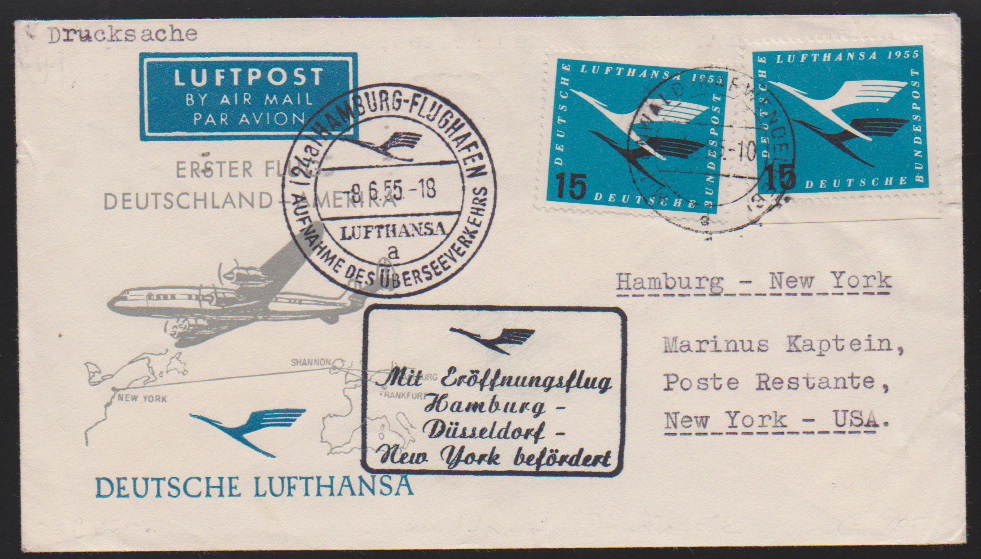 Drucksache
LUFTPOST
BY AIR MAIL
PAR AVION
ERSTER FLUG
DEUTSCHLAND-AMERIKA
(24a) HAMBURG-FLUGHAFEN
-8.6.55.-18
LUFTHANSA
a
AUFNAHME DES ÜBERSEEVERKEHRS
DEUTSCHE LUFTHANSA 1955 BUNDESPOST
15
DEUTSCHE LUFTHANSA 1955 BUNDESPOST
15
a
Hamburg - New York
Marinus Kaptein,
Poste Restante,
New York - USA.
Mit Eröffnungsflug
Hamburg -
Düsseldorf -
New York befördert
SHANNON
NEW YORK
FRANKFURT
DEUTSCHE LUFTHANSA